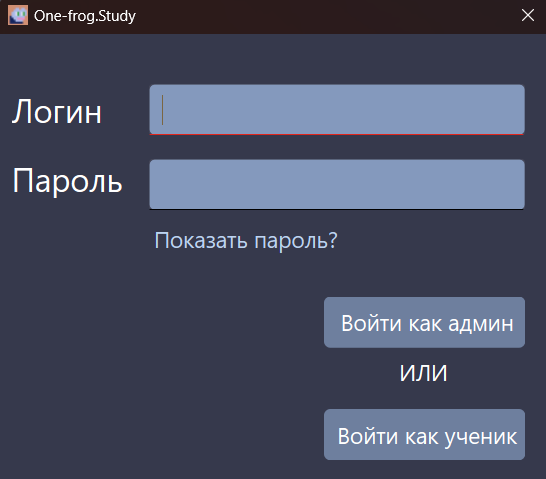 One-frog.Study
Логин
Пароль
Показать пароль?
Войти как админ
ИЛИ
Войти как ученик